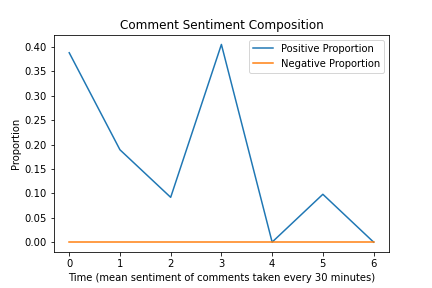 Comment Sentiment Composition
Positive Proportion
Negative Proportion
Proportion
0.40
0.35
0.30
0.25
0.20
0.15
0.10
0.05
0.00
0 1 2 3 4 5 6
Time (mean sentiment of comments taken every 30 minutes)